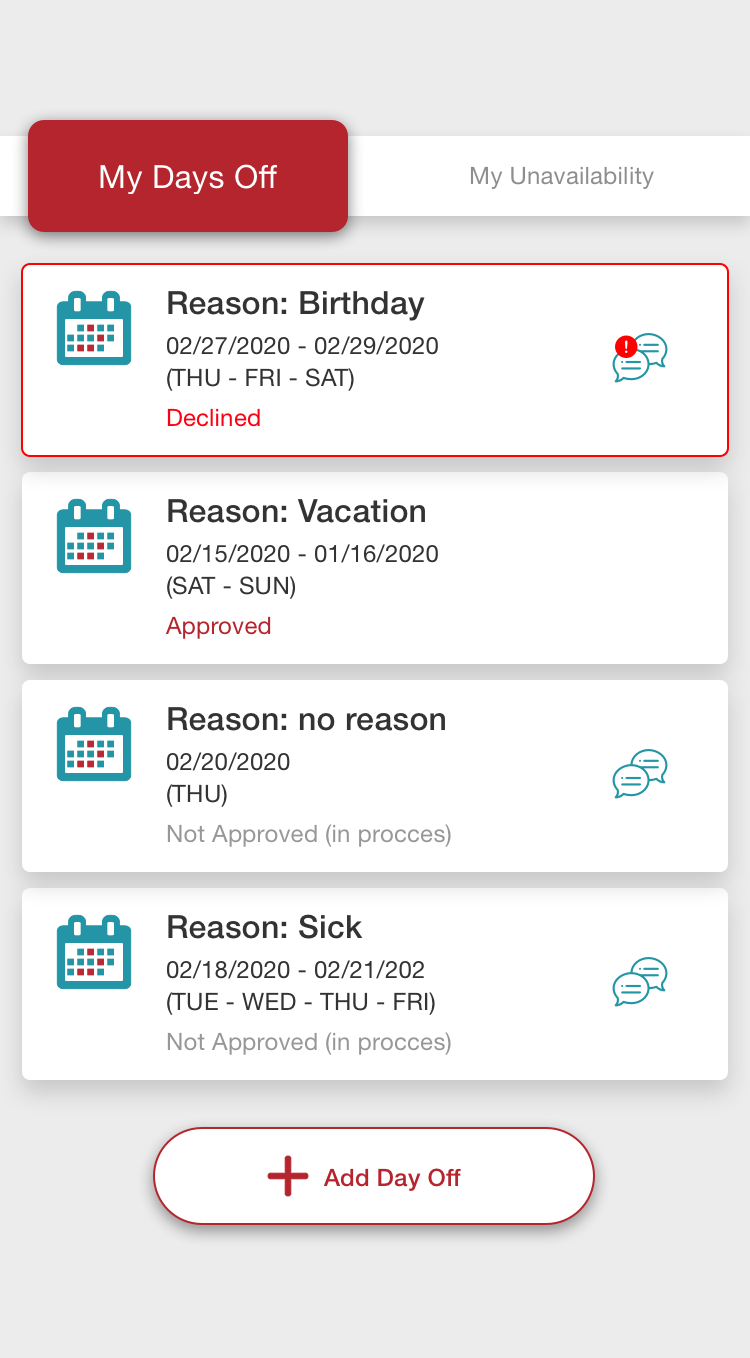 My Days Off
My Unavailability
Reason: Birthday
02/27/2020 - 02/29/2020
(THU - FRI - SAT)
!
Declined
Reason: Vacation
02/15/2020 - 01/16/2020
(SAT - SUN)
Approved
Reason: no reason
02/20/2020
(THU)
Not Approved (in procces)
Reason: Sick
02/18/2020 - 02/21/202
(TUE - WED - THU - FRI)
Not Approved (in procces)
Add Day Off